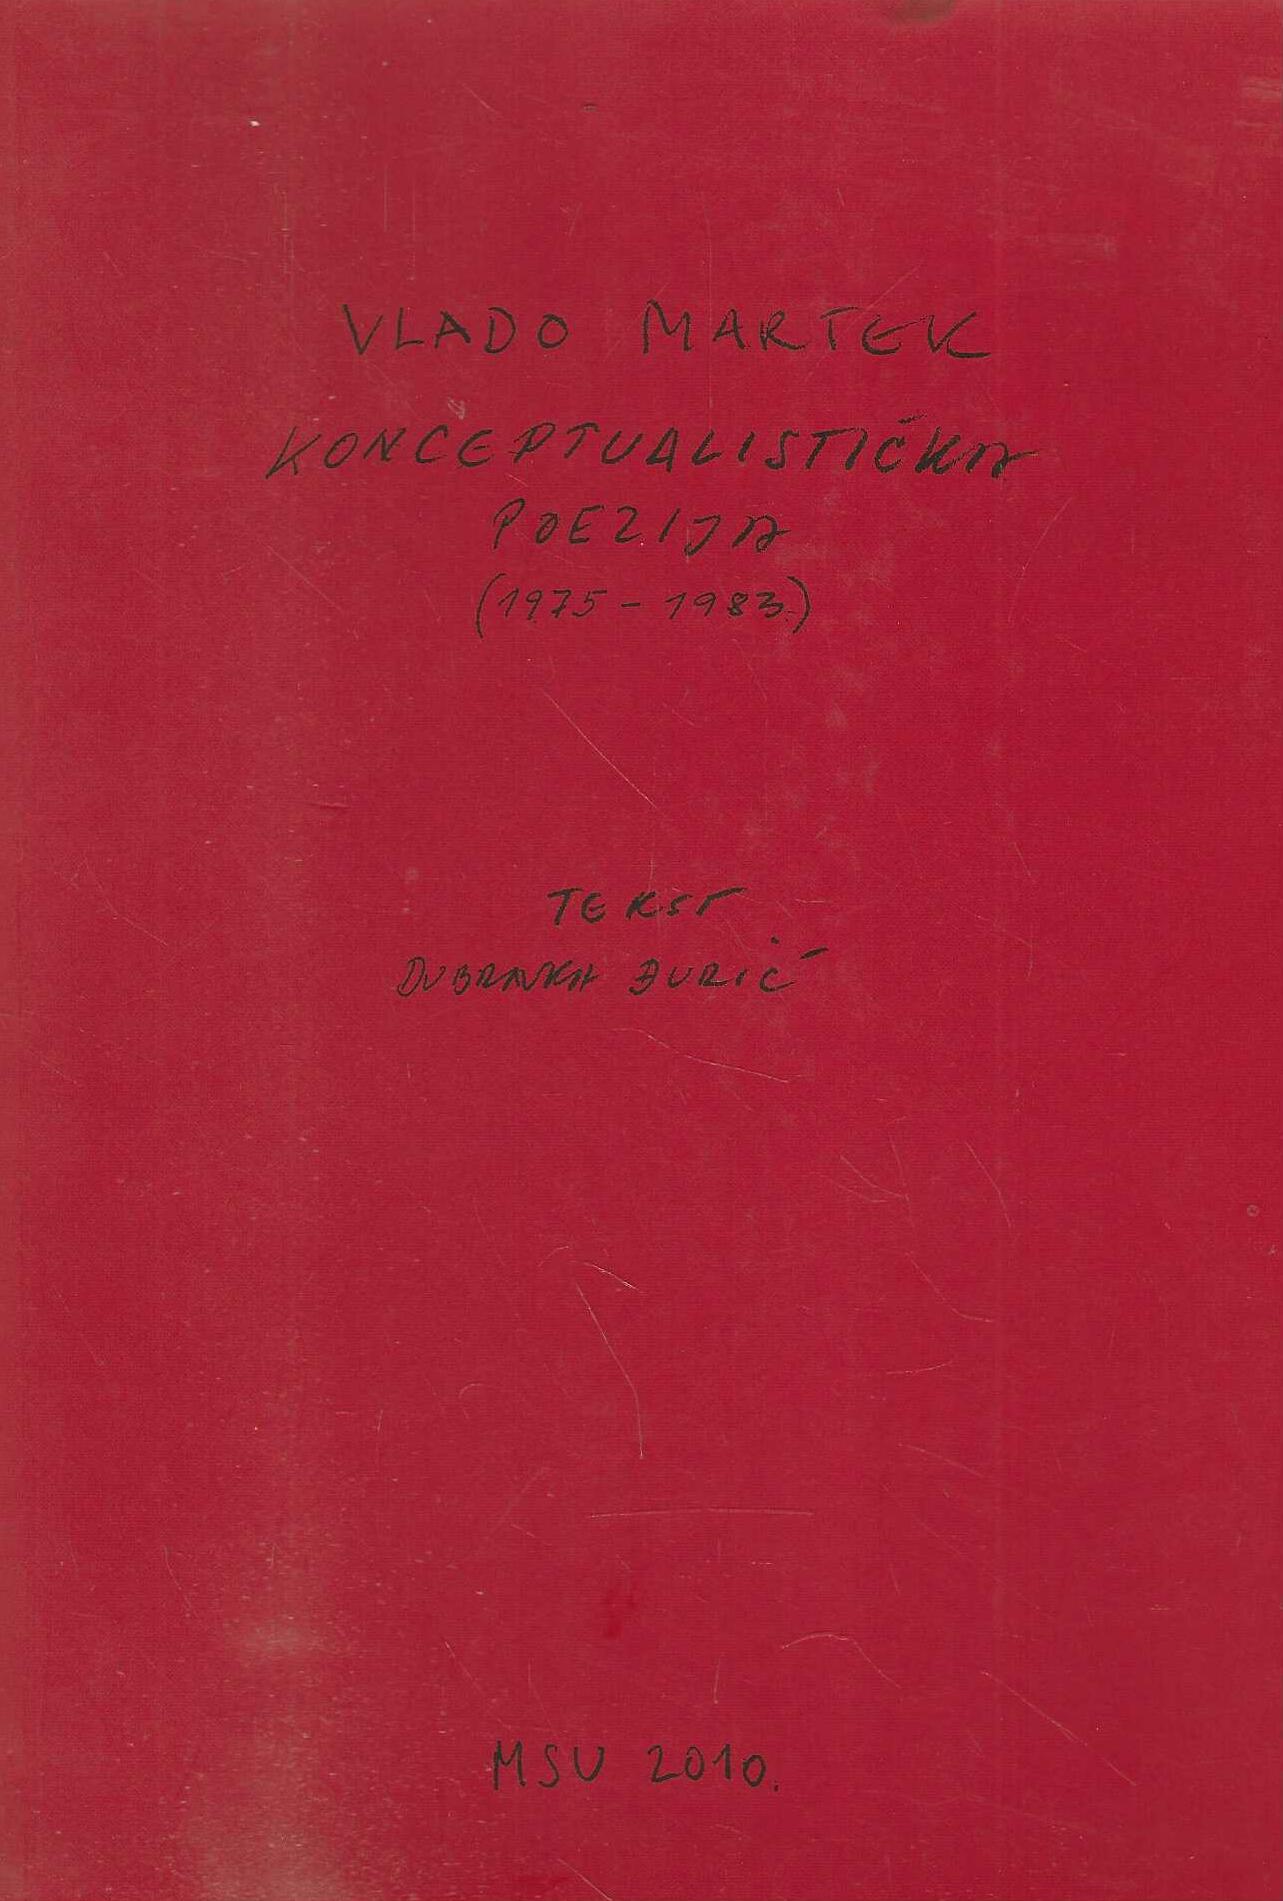 VLADO MARTEK
KONCEPTUALISTIČKA
POEZIJA
(1975-1983.)
TEKST
DUBRAVKA ĐURIĆ
MSU 2010.